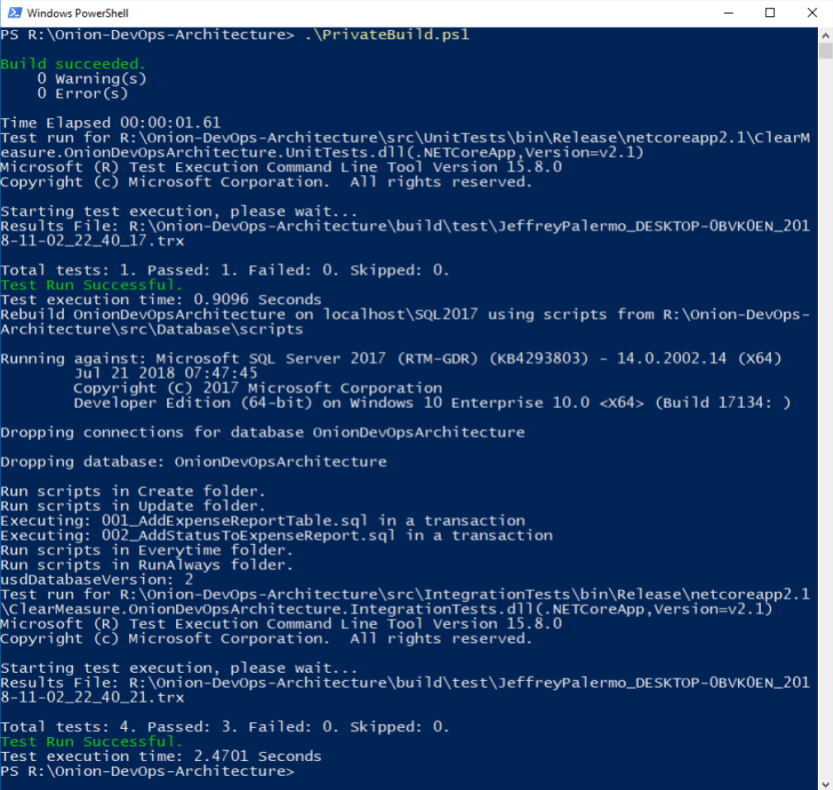 Windows PowerShell
PS R:\Onion-DevOps-Architecture> .\PrivateBuild.ps1
Build succeeded.
0 Warning(s)
0 Error(s)
Time Elapsed 00:00:01.61
Test run for R:\Onion-DevOps-Architecture\src\UnitTests\bin\Release\netcoreapp2.1\ClearM
easure.OnionDevOpsArchitecture.UnitTests.dll(.NETCoreApp,Version=v2.1)
Microsoft (R) Test Execution Command Line Tool Version 15.8.0
Copyright (c) Microsoft Corporation.  All rights reserved.
Starting test execution, please wait...
Results File: R:\Onion-DevOps-Architecture\build\test\JeffreyPalermo_DESKTOP-0BVK0EN_201
8-11-02_22_40_17.trx
Total tests: 1. Passed: 1. Failed: 0. Skipped: 0.
Test Run Successful.
Test execution time: 0.9096 Seconds
Rebuild OnionDevOpsArchitecture on localhost\SQL2017 using scripts from R:\Onion-DevOps-
Architecture\src\Database\scripts
Running against: Microsoft SQL Server 2017 (RTM-GDR) (KB4293803) - 14.0.2002.14 (X64)
Jul 21 2018 07:47:45
Copyright (C) 2017 Microsoft Corporation
Developer Edition (64-bit) on Windows 10 Enterprise 10.0 <X64> (Build 17134: )
Dropping connections for database OnionDevOpsArchitecture
Dropping database: OnionDevOpsArchitecture
Run scripts in Create folder.
Run scripts in Update folder.
Executing: 001_AddExpenseReportTable.sql in a transaction
Executing: 002_AddStatusToExpenseReport.sql in a transaction
Run scripts in Everytime folder.
Run scripts in RunAlways folder.
usdDatabaseVersion: 2
Test run for R:\Onion-DevOps-Architecture\src\IntegrationTests\bin\Release\netcoreapp2.1
\ClearMeasure.OnionDevOpsArchitecture.IntegrationTests.dll(.NETCoreApp,Version=v2.1)
Microsoft (R) Test Execution Command Line Tool Version 15.8.0
Copyright (c) Microsoft Corporation.  All rights reserved.
Starting test execution, please wait...
Results File: R:\Onion-DevOps-Architecture\build\test\JeffreyPalermo_DESKTOP-0BVK0EN_201
8-11-02_22_40_21.trx
Total tests: 4. Passed: 3. Failed: 0. Skipped: 0.
Test Run Successful.
Test execution time: 2.4701 Seconds
PS R:\Onion-DevOps-Architecture>